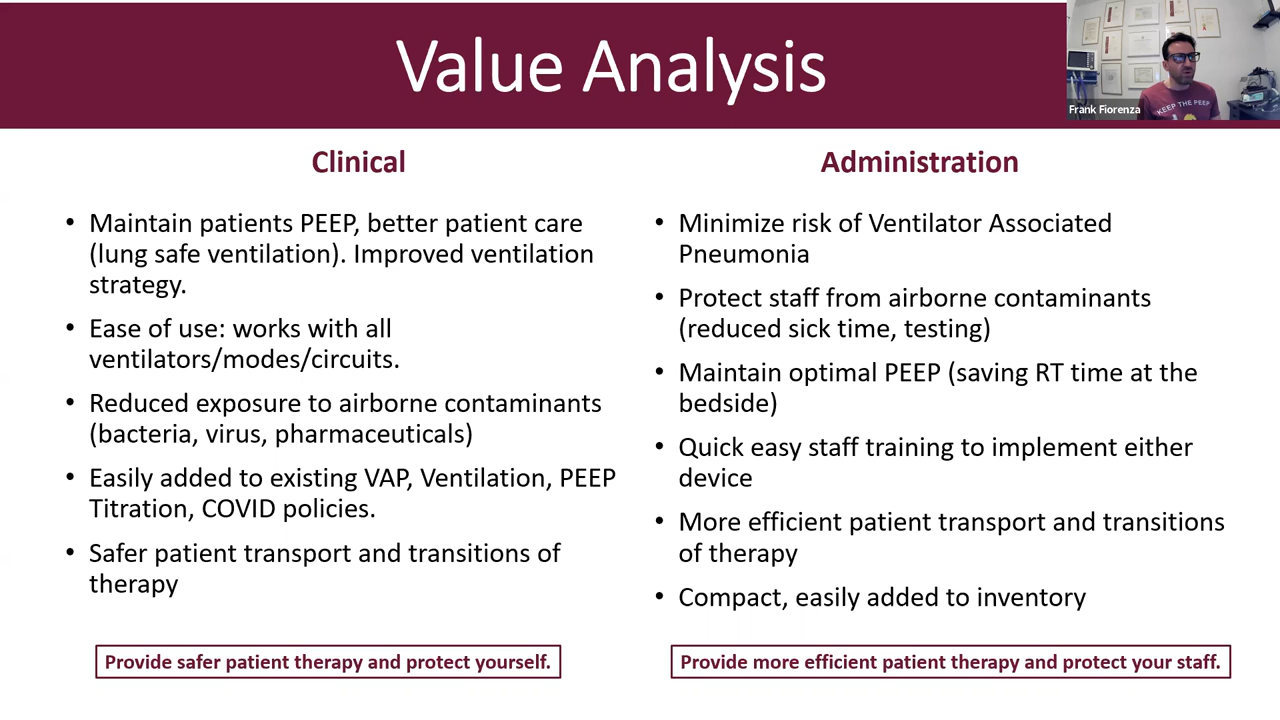 Value Analysis
Frank Fiorenza
KEEP THE PEEP
Clinical
• Maintain patients PEEP, better patient care
(lung safe ventilation). Improved ventilation
strategy.
• Ease of use: works with all
ventilators/modes/circuits.
• Reduced exposure to airborne contaminants
(bacteria, virus, pharmaceuticals)
• Easily added to existing VAP, Ventilation, PEEP
Titration, COVID policies.
• Safer patient transport and transitions of
therapy
Provide safer patient therapy and protect yourself.
Administration
• Minimize risk of Ventilator Associated
Pneumonia
• Protect staff from airborne contaminants
(reduced sick time, testing)
• Maintain optimal PEEP (saving RT time at the
bedside)
• Quick easy staff training to implement either
device
• More efficient patient transport and transitions
of therapy
• Compact, easily added to inventory
Provide more efficient patient therapy and protect your staff.